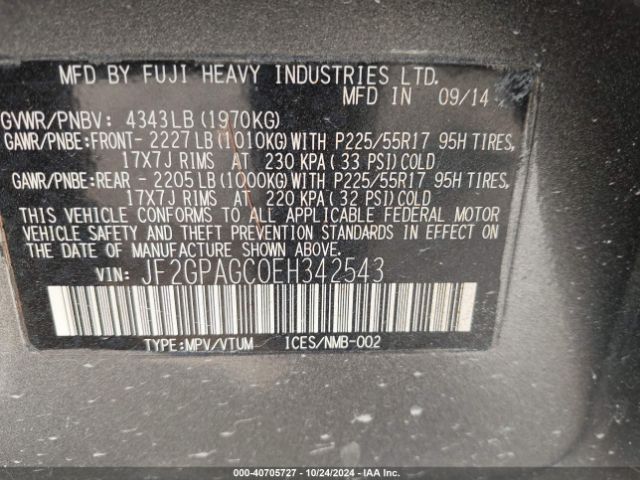 MFD BY FUJI HEAVY INDUSTRIES LTD.
MFD IN 09/14
GVWR/PNBV: 4343LB (1970KG)
GAWR/PNBE:FRONT- 2227 LB (1010KG) WITH P225/55R17 95H TIRES,
17X7J RIMS AT 230 KPA( 33 PSI) COLD
GAWR/PNBE:REAR - 2205 LB (1000KG) WITH P225/55R17 95H TIRES,
17X7J RIMS AT 220 KPA( 32 PSI) COLD
THIS VEHICLE CONFORMS TO ALL APPLICABLE FEDERAL MOTOR
VEHICLE SAFETY AND THEFT PREVENTION STANDARDS IN EFFECT
ON THE DATE OF MANUFACTURE SHOWN ABOVE.
VIN: JF2GPAGC0EH342543
TYPE:MPV/VTUM ICES/NMB-002
000-40705727 - 10/24/2024 - IAA Inc.